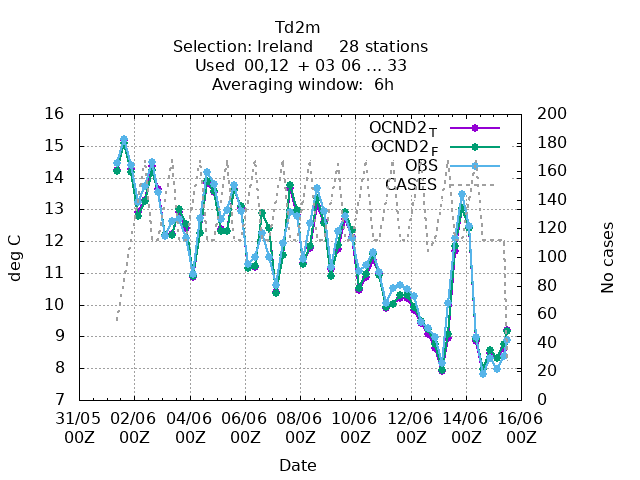 Td2m
Selection: Ireland     28 stations
Used  00,12  + 03 06 ... 33
Averaging window:  6h
OCND2_T
OCND2_F
OBS
CASES
16
15
14
13
12
11
10
9
8
7
deg C
200
180
160
140
120
100
80
60
40
20
0
No cases
31/05 02/06 04/06 06/06 08/06 10/06 12/06 14/06 16/06
00Z 00Z 00Z 00Z 00Z 00Z 00Z 00Z 00Z
Date